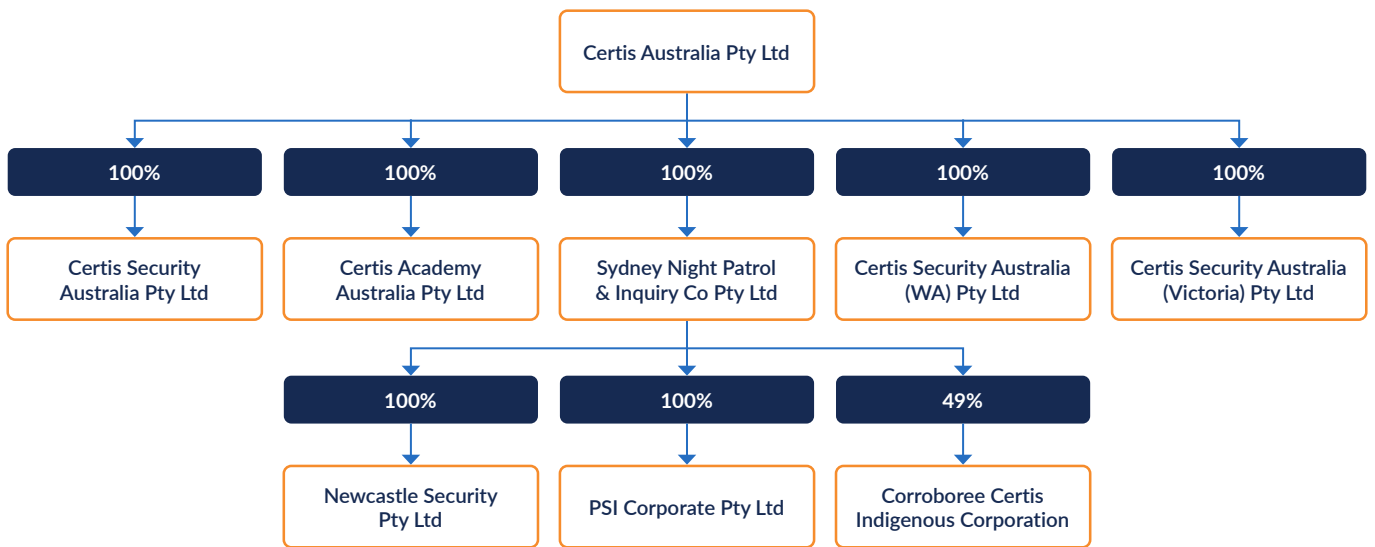 Certis Australia Pty Ltd
100%
100%
100%
100%
100%
Certis Security
Australia Pty Ltd
Certis Academy
Australia Pty Ltd
Sydney Night Patrol
& Inquiry Co Pty Ltd
Certis Security Australia
(WA) Pty Ltd
Certis Security Australia
(Victoria) Pty Ltd
100%
100%
49%
Newcastle Security
Pty Ltd
PSI Corporate Pty Ltd
Corroboree Certis
Indigenous Corporation